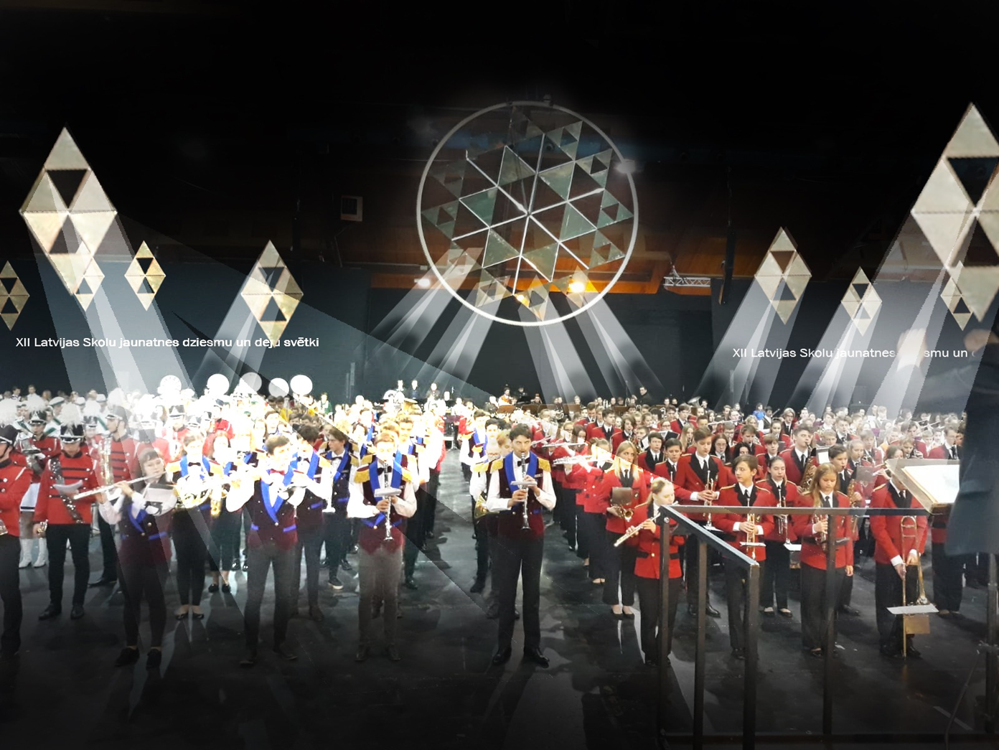 XII Latvijas Skolu jaunatnes dziesmu un deju svētki
XII Latvijas Skolu jaunatnes smu un